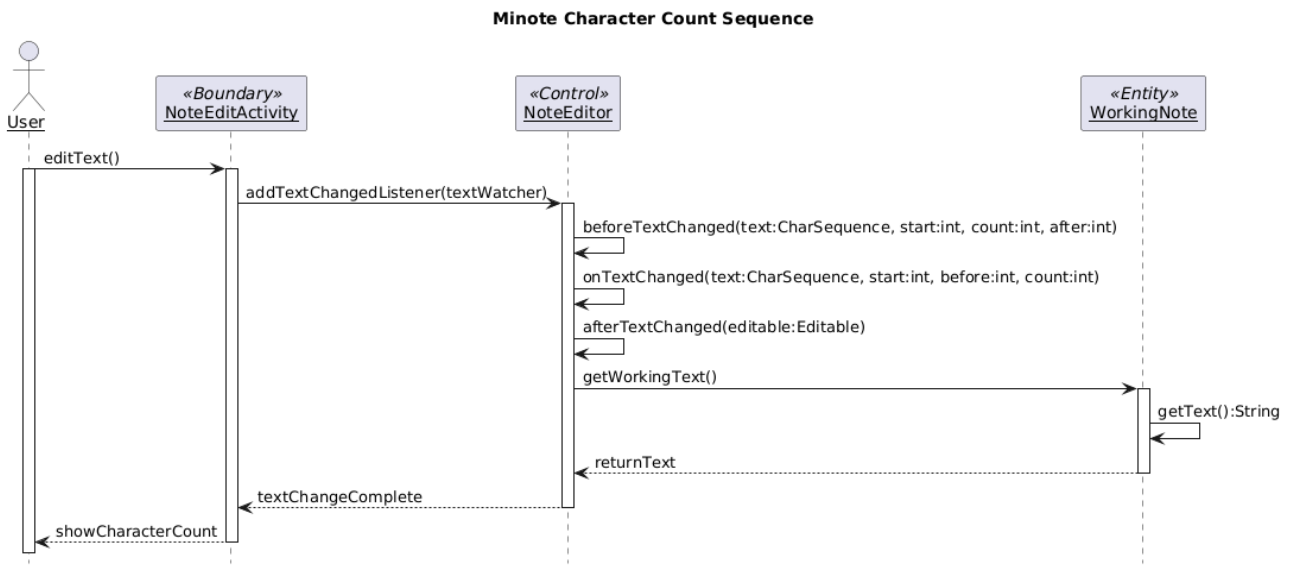 Minote Character Count Sequence
User
«Boundary»
NoteEditActivity
«Control»
NoteEditor
«Entity»
WorkingNote
editText()
addTextChangedListener(textWatcher)
beforeTextChanged(text:CharSequence, start:int, count:int, after:int)
onTextChanged(text:CharSequence, start:int, before:int, count:int)
afterTextChanged(editable:Editable)
getWorkingText()
getText():String
returnText
textChangeComplete
showCharacterCount